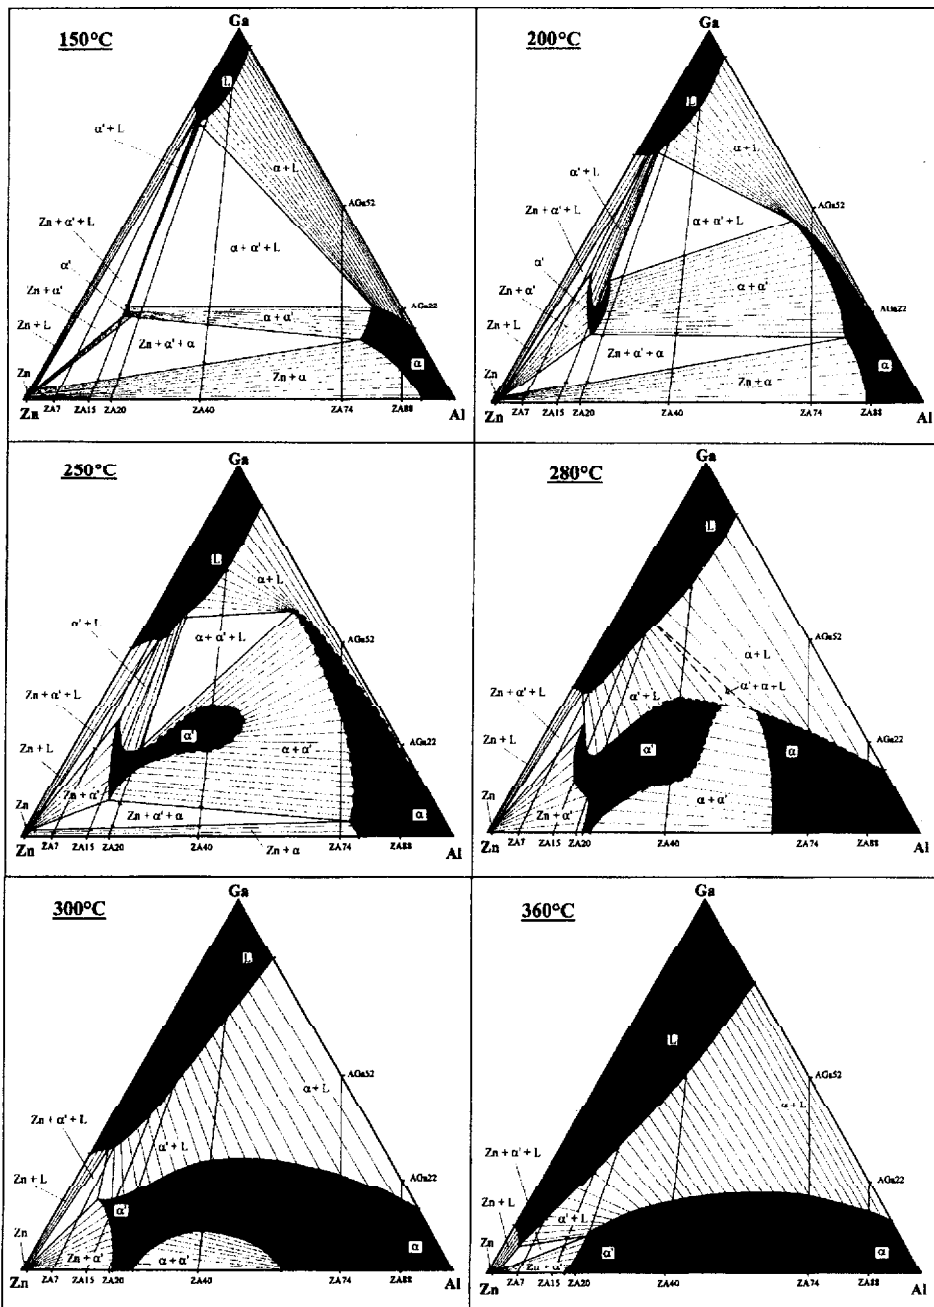 Ga
150°C
L
α' + L
α + L
Zn + α' + L
AGa52
α + α' + L
α'
Zn + α'
AGa22
α + α'
Zn + L
Zn + α' + α
Zn
Zn + α
α
ZA7 ZA15 ZA20 ZA40 ZA74 ZA88
Zn Al
Ga
200°C
L
α + L
α' + L
AGa52
Zn + α' + L
α + α' + L
α'
Zn + α'
α + α'
AGa22
Zn + L
Zn + α' + α
Zn
Zn + α
α
ZA7 ZA15 ZA20 ZA40 ZA74 ZA88
Zn Al
Ga
250°C
L
α + L
α' + L
α + α' + L
AGa52
Zn + α' + L
α'
Zn + L
α + α'
AGa22
Zn + α'
Zn
Zn + α' + α
α
ZA7 ZA15 ZA20 ZA40 Zn + α ZA74 ZA88
Zn Al
Ga
280°C
L
AGa52
α + L
Zn + α' + L
α' + L
α' + α + L
Zn + L
α'
α
AGa22
α + α'
Zn
Zn + α'
ZA7 ZA15 ZA20 ZA40 ZA74 ZA88
Zn Al
Ga
300°C
L
AGa52
α + L
Zn + α' + L
α' + L
Zn + L
AGa22
α'
Zn
Zn + α'
α + α'
α
ZA7 ZA15 ZA20 ZA40 ZA74 ZA88
Zn Al
Ga
360°C
L
AGa52
α + L
Zn + α' + L
AGa22
Zn + L
α' + L
Zn
α'
α
Zn + α'
ZA7 ZA15 ZA20 ZA40 ZA74 ZA88
Zn Al